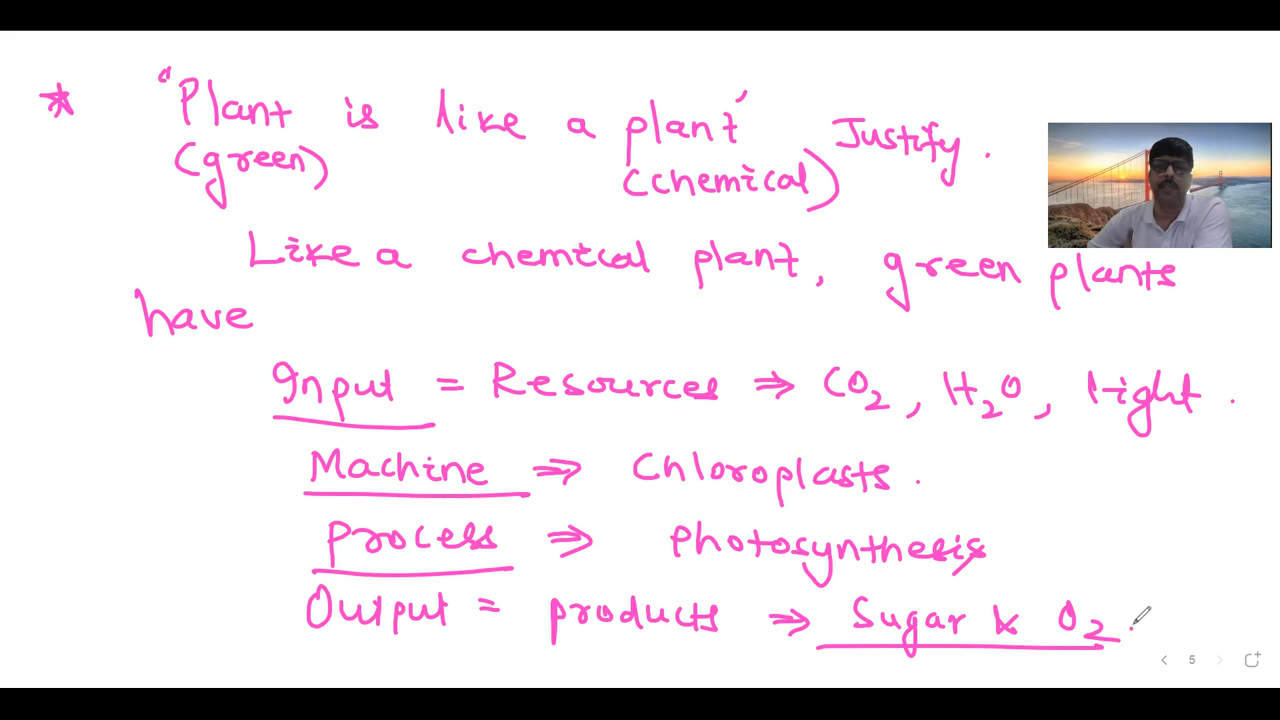 * "Plant is like a plant" Justify.
(green) (chemical)
Like a chemical plant, green plants
have
Input = Resources ⇒ CO₂, H₂O, light.
Machine ⇒ Chloroplasts.
Process ⇒ Photosynthesis
Output = products ⇒ Sugar & O₂.
5